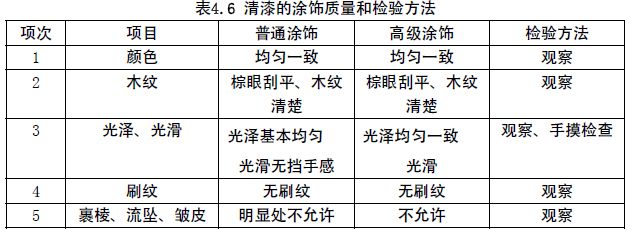 表4.6 清漆的涂饰质量和检验方法
项次 项目 普通涂饰 高级涂饰 检验方法
1 颜色 均匀一致 均匀一致 观察
2 木纹 棕眼刮平、木纹清楚 棕眼刮平、木纹清楚 观察
3 光泽、光滑 光泽基本均匀 光滑无挡手感 光泽均匀一致 光滑 观察、手摸检查
4 刷纹 无刷纹 无刷纹 观察
5 裹棱、流坠、皱皮 明显处不允许 不允许 观察